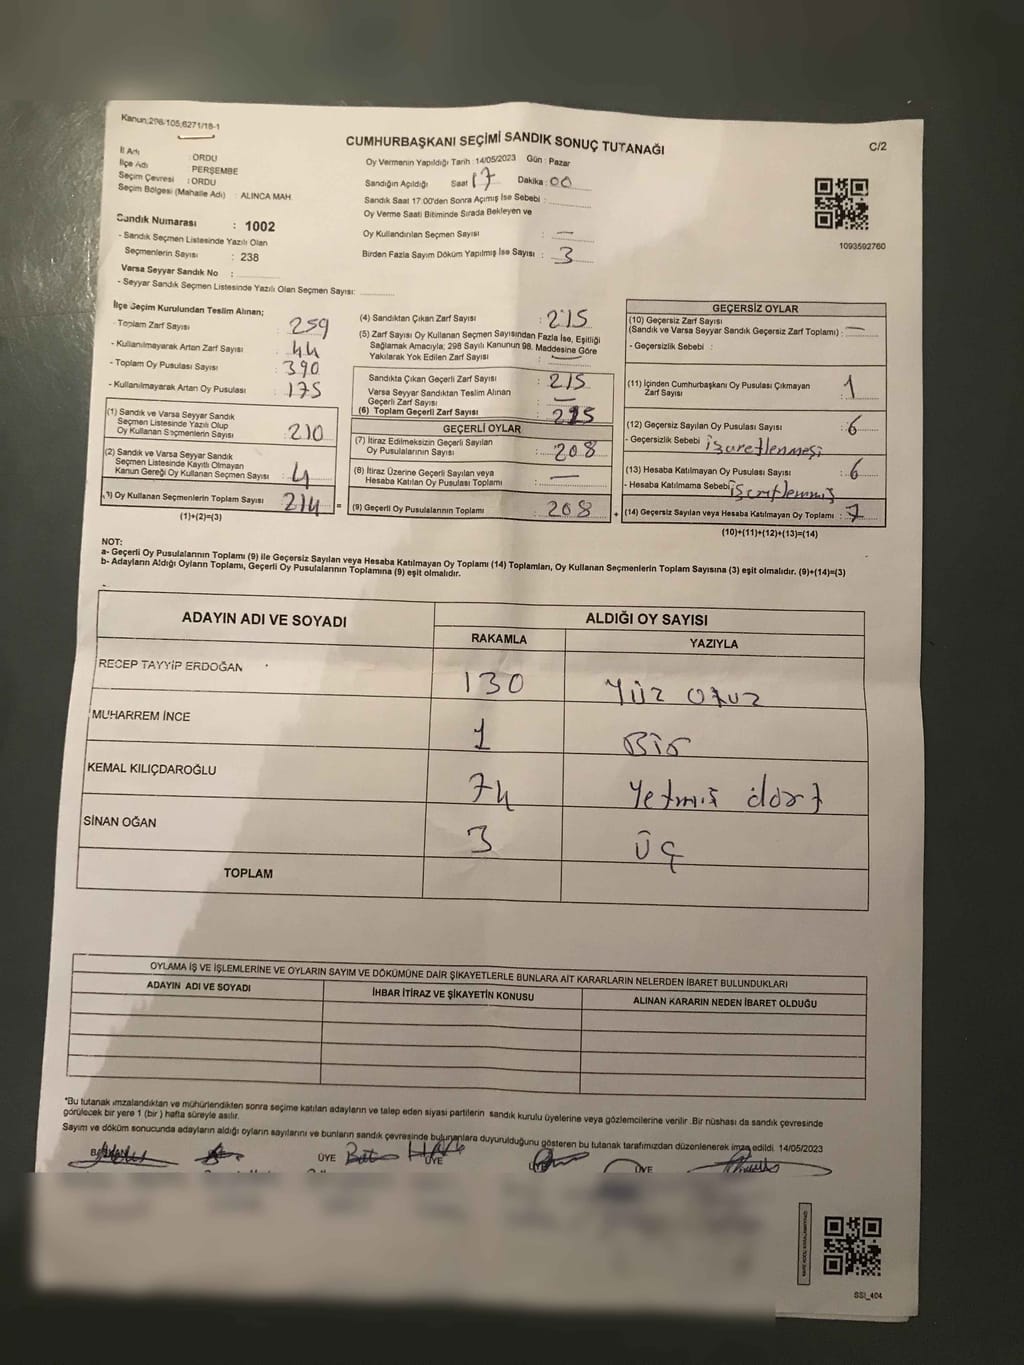 Kanun;298/105,6271/18-1
CUMHURBAŞKANI SEÇİMİ SANDIK SONUÇ TUTANAĞI
C/2
İl Adı : ORDU
İlçe Adı : PERŞEMBE
Seçim Çevresi : ORDU
Seçim Bölgesi (Mahalle Adı) : ALINCA MAH.
Sandık Numarası : 1002
- Sandık Seçmen Listesinde Yazılı Olan
Seçmenlerin Sayısı : 238
Varsa Seyyar Sandık No :
- Seyyar Sandık Seçmen Listesinde Yazılı Olan Seçmen Sayısı:
Oy Vermenin Yapıldığı Tarih : 14/05/2023 Gün : Pazar
Sandığın Açıldığı Saat 17 Dakika : 00
Sandık Saat 17.00'den Sonra Açımış İse Sebebi :
Oy Verme Saati Bitiminde Sırada Bekleyen ve
Oy Kullandırılan Seçmen Sayısı : —
Birden Fazla Sayım Döküm Yapılmış İse Sayısı : 3
1093592760
İlçe Seçim Kurulundan Teslim Alınan;
- Toplam Zarf Sayısı : 259
- Kullanılmayarak Artan Zarf Sayısı : 44
- Toplam Oy Pusulası Sayısı : 390
- Kullanılmayarak Artan Oy Pusulası : 175
(1) Sandık ve Varsa Seyyar Sandık
Seçmen Listesinde Yazılı Olup
Oy Kullanan Seçmenlerin Sayısı : 210
(2) Sandık ve Varsa Seyyar Sandık
Seçmen Listesinde Kayıtlı Olmayan
Kanun Gereği Oy Kullanan Seçmen Sayısı : 4
(3) Oy Kullanan Seçmenlerin Toplam Sayısı : 214 =
(1)+(2)=(3)
(4) Sandıktan Çıkan Zarf Sayısı : 215
(5) Zarf Sayısı Oy Kullanan Seçmen Sayısından Fazla İse, Eşitliği
Sağlamak Amacıyla; 298 Sayılı Kanunun 98. Maddesine Göre
Yakılarak Yok Edilen Zarf Sayısı : —
Sandıkta Çıkan Geçerli Zarf Sayısı : 215
Varsa Seyyar Sandıktan Teslim Alınan
Geçerli Zarf Sayısı : —
(6) Toplam Geçerli Zarf Sayısı : 215
GEÇERLİ OYLAR
(7) İtiraz Edilmeksizin Geçerli Sayılan
Oy Pusulalarının Sayısı : 208
(8) İtiraz Üzerine Geçerli Sayılan veya
Hesaba Katılan Oy Pusulası Toplamı : —
(9) Geçerli Oy Pusulalarının Toplamı : 208 +
GEÇERSİZ OYLAR
(10) Geçersiz Zarf Sayısı
(Sandık ve Varsa Seyyar Sandık Geçersiz Zarf Toplamı) : —
- Geçersizlik Sebebi :
(11) İçinden Cumhurbaşkanı Oy Pusulası Çıkmayan
Zarf Sayısı : 1
(12) Geçersiz Sayılan Oy Pusulası Sayısı : 6
- Geçersizlik Sebebi
(13) Hesaba Katılmayan Oy Pusulası Sayısı : 6
- Hesaba Katılmama Sebebi
(14) Geçersiz Sayılan veya Hesaba Katılmayan Oy Toplamı : 7
(10)+(11)+(12)+(13)=(14)
NOT:
a- Geçerli Oy Pusulalarının Toplamı (9) ile Geçersiz Sayılan veya Hesaba Katılmayan Oy Toplamı (14) Toplamları, Oy Kullanan Seçmenlerin Toplam Sayısına (3) eşit olmalıdır. (9)+(14)=(3)
b- Adayların Aldığı Oyların Toplamı, Geçerli Oy Pusulalarının Toplamına (9) eşit olmalıdır.
ADAYIN ADI VE SOYADI
ALDIĞI OY SAYISI
RAKAMLA
YAZIYLA
RECEP TAYYİP ERDOĞAN 130 Yüz otuz
MUHARREM İNCE 1 Bir
KEMAL KILIÇDAROĞLU 74 Yetmiş dört
SİNAN OĞAN 3 ÜÇ
TOPLAM
OYLAMA İŞ VE İŞLEMLERİNE VE OYLARIN SAYIM VE DÖKÜMÜNE DAİR ŞİKAYETLERLE BUNLARA AİT KARARLARIN NELERDEN İBARET BULUNDUKLARI
ADAYIN ADI VE SOYADI
İHBAR İTİRAZ VE ŞİKAYETİN KONUSU
ALINAN KARARIN NEDEN İBARET OLDUĞU
*Bu tutanak imzalandıktan ve mühürlendikten sonra seçime katılan adayların ve talep eden siyasi partilerin sandık kurulu üyelerine veya gözlemcilerine verilir. Bir nüshası da sandık çevresinde
görülecek bir yere 1 (bir) hafta süreyle asılır.
Sayım ve döküm sonucunda adayların aldığı oyların sayılarını ve bunların sandık çevresinde bulunanlara duyurulduğunu gösteren bu tutanak tarafımızdan düzenlenerek imza edildi. 14/05/2023
BAŞKAN
ÜYE
ÜYE
ÜYE
ÜYE
SSİ_404